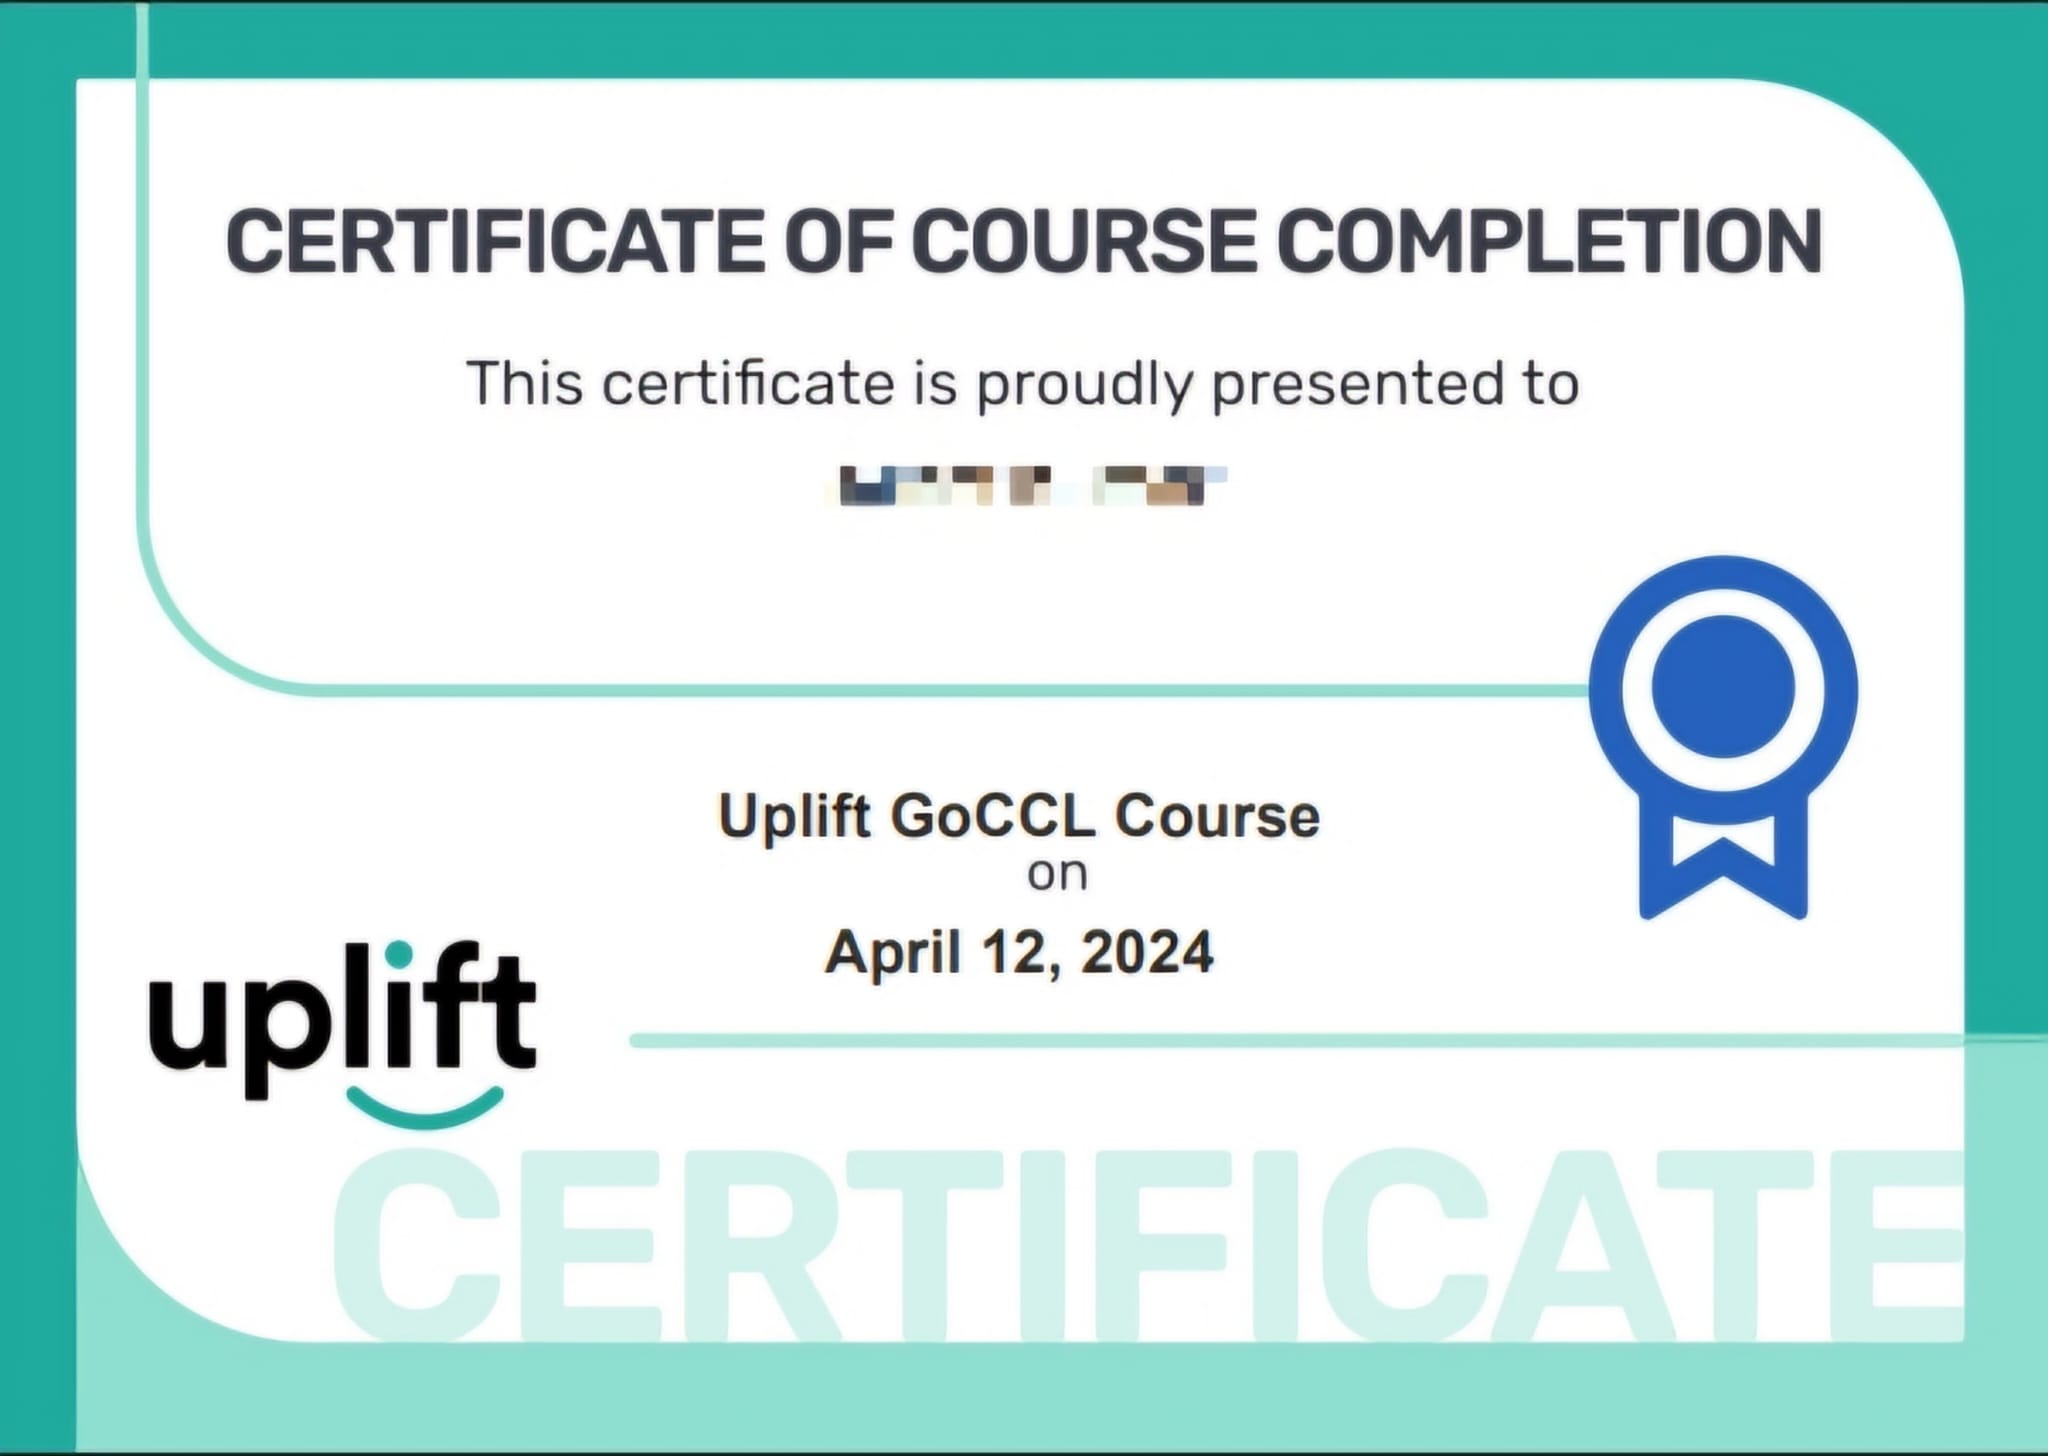 CERTIFICATE OF COURSE COMPLETION
This certificate is proudly presented to
Uplift GoCCL Course
on
April 12, 2024
uplift
CERTIFICATE